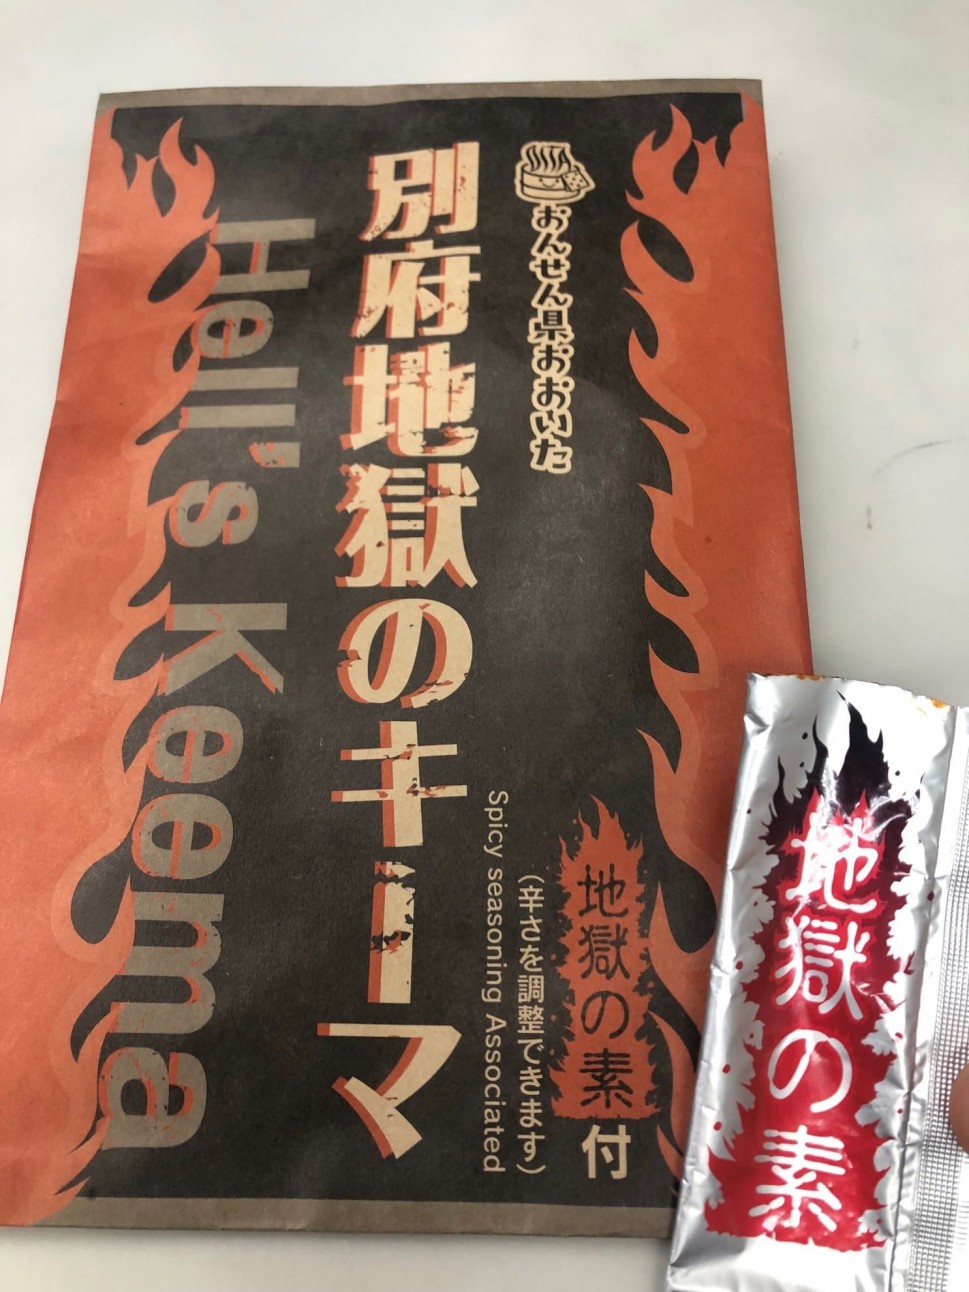 おんせん県おおいた
別府地獄のキーマ
Hell's Keema
地獄の素付
(辛さを調整できます)
Spicy seasoning Associated
地獄の素